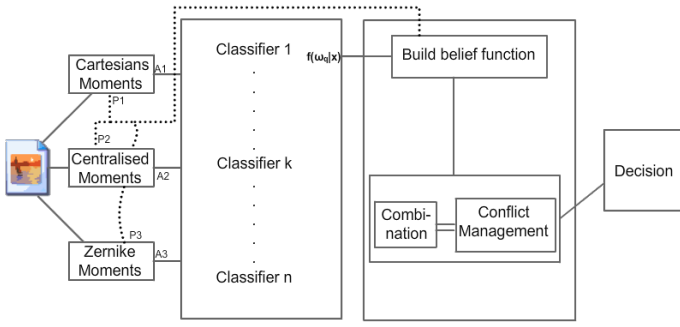 Cartesians
Moments
A1
P1
P2
Centralised
Moments
A2
P3
Zernike
Moments
A3
Classifier 1
Classifier k
Classifier n
f(ωq|x)
Build belief function
Combi-
nation
Conflict
Management
Decision